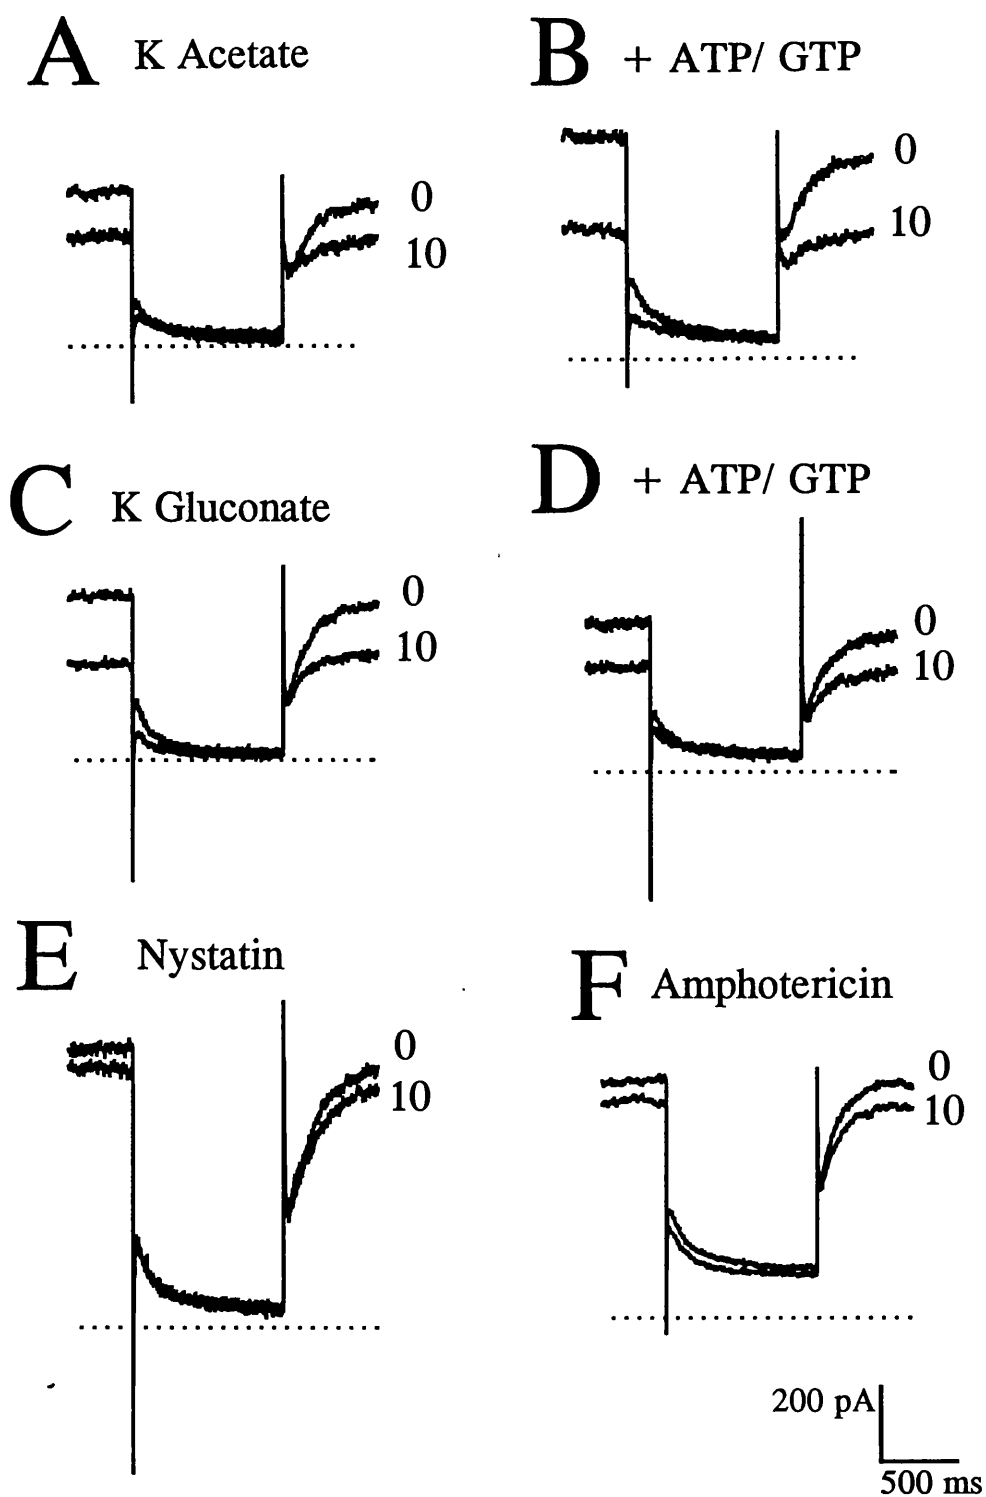 A K Acetate
0
10
B + ATP/ GTP
0
10
C K Gluconate
0
10
D + ATP/ GTP
0
10
E Nystatin
0
10
F Amphotericin
0
10
200 pA
500 ms